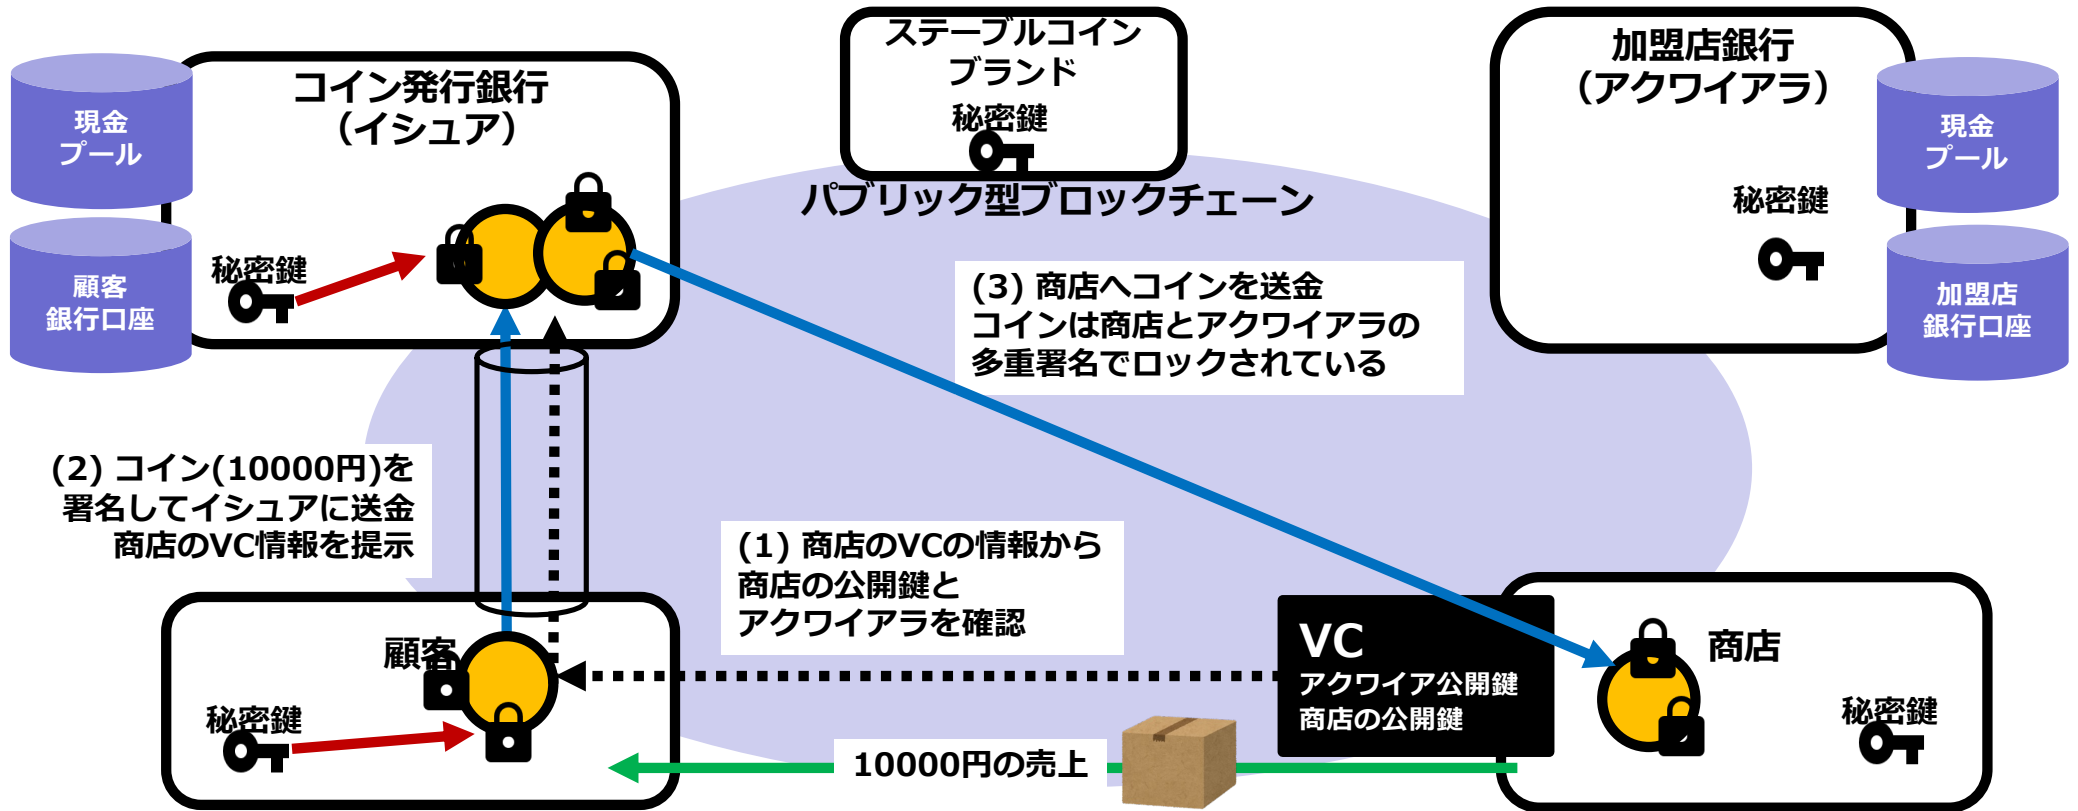 ステーブルコイン
ブランド
秘密鍵
コイン発行銀行
（イシュア）
現金
プール
顧客
銀行口座
秘密鍵
加盟店銀行
（アクワイアラ）
現金
プール
秘密鍵
加盟店
銀行口座
パブリック型ブロックチェーン
(3) 商店へコインを送金
コインは商店とアクワイアラの
多重署名でロックされている
(2) コイン(10000円)を
署名してイシュアに送金
商店のVC情報を提示
(1) 商店のVCの情報から
商店の公開鍵と
アクワイアラを確認
顧客
秘密鍵
VC
アクワイア公開鍵
商店の公開鍵
商店
秘密鍵
10000円の売上